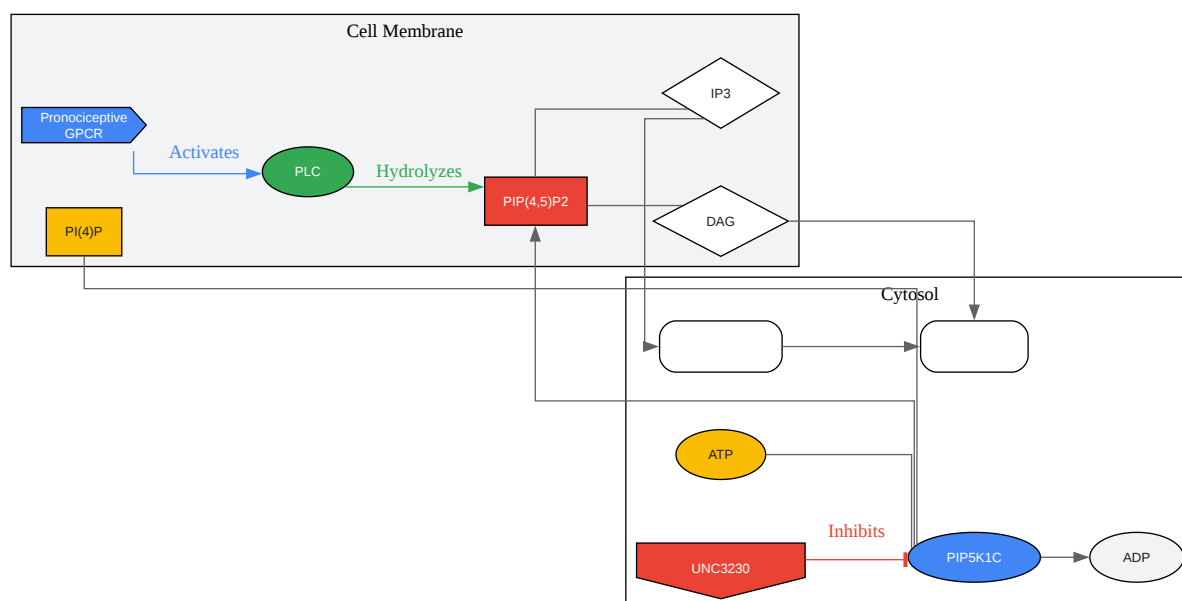 Cell Membrane
IP3
Pronociceptive
GPCR
Activates
PLC
Hydrolyzes
PIP(4,5)P2
DAG
PI(4)P
Cytosol
ATP
Inhibits
UNC3230
PIP5K1C
ADP